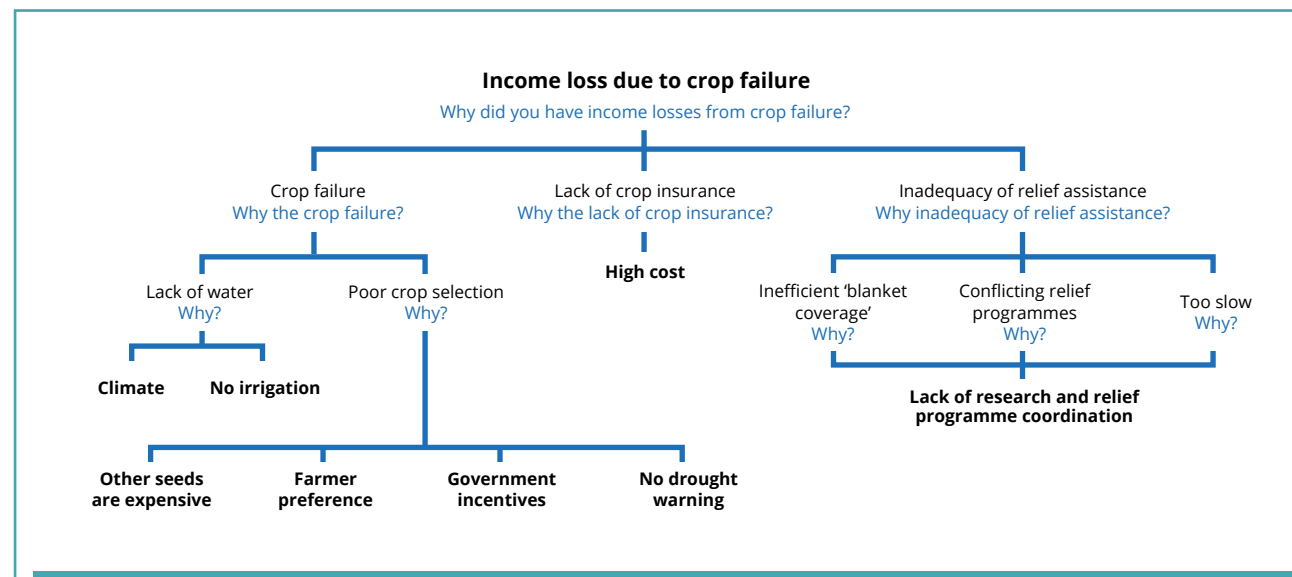 Income loss due to crop failure
Why did you have income losses from crop failure?
Crop failure
Why the crop failure?
Lack of crop insurance
Why the lack of crop insurance?
Inadequacy of relief assistance
Why inadequacy of relief assistance?
High cost
Lack of water
Why?
Poor crop selection
Why?
Inefficient ‘blanket
coverage’
Why?
Conflicting relief
programmes
Why?
Too slow
Why?
Climate
No irrigation
Lack of research and relief
programme coordination
Other seeds
are expensive
Farmer
preference
Government
incentives
No drought
warning